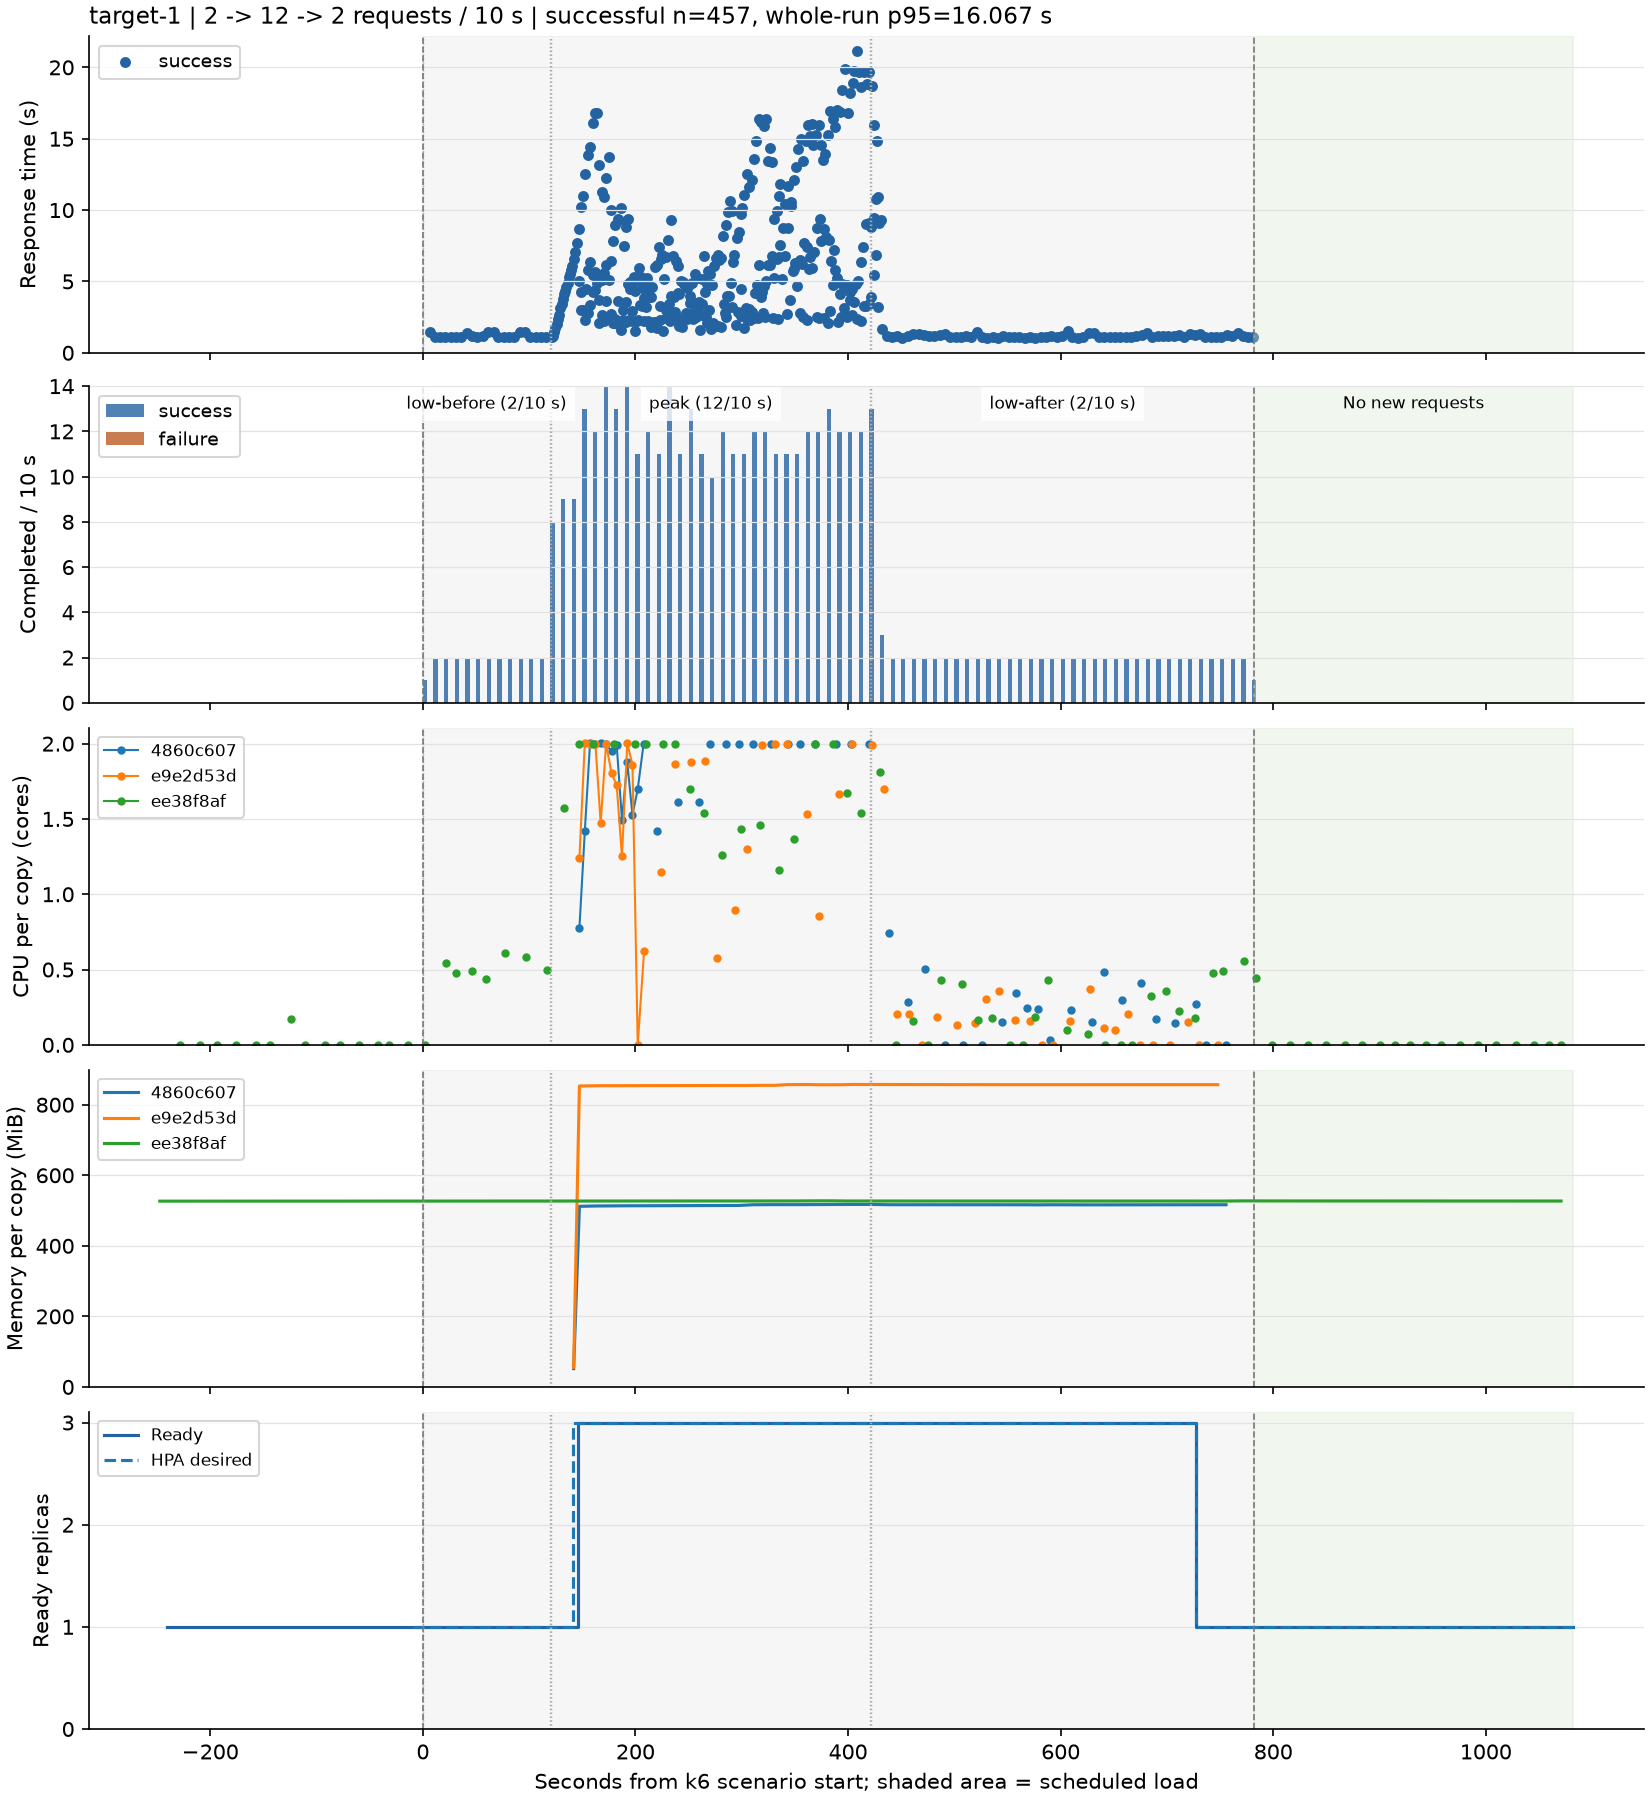 target-1 | 2 -> 12 -> 2 requests / 10 s | successful n=457, whole-run p95=16.067 s
success
Response time (s)
20
15
10
5
0
success
failure
low-before (2/10 s)
peak (12/10 s)
low-after (2/10 s)
No new requests
Completed / 10 s
14
12
10
8
6
4
2
0
4860c607
e9e2d53d
ee38f8af
CPU per copy (cores)
2.0
1.5
1.0
0.5
0.0
4860c607
e9e2d53d
ee38f8af
Memory per copy (MiB)
800
600
400
200
0
Ready
HPA desired
Ready replicas
3
2
1
0
−200
0
200
400
600
800
1000
Seconds from k6 scenario start; shaded area = scheduled load